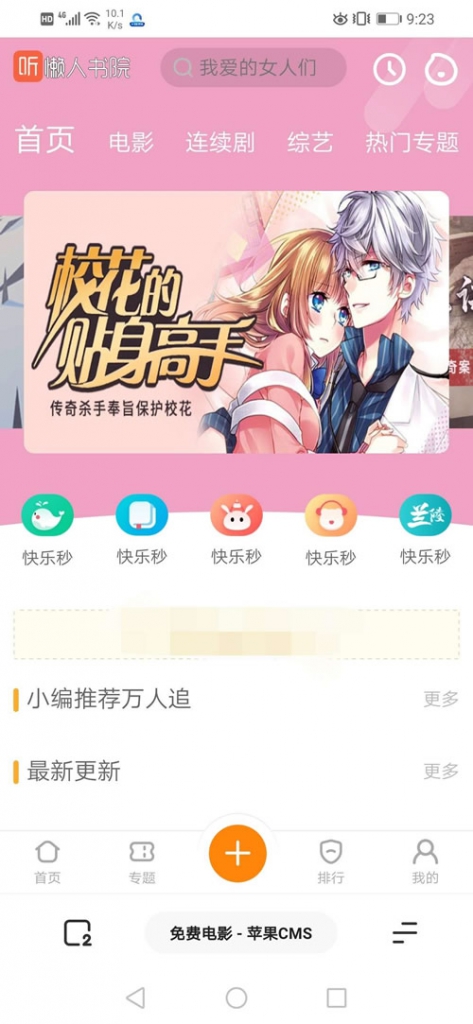 HD 4G 10.1 K/s 9:23
听 懒人书院 我爱的女人们
首页 电影 连续剧 综艺 热门专题
校花的
贴身高手
传奇杀手奉旨保护校花
奇案
兰陵
快乐秒 快乐秒 快乐秒 快乐秒 快乐秒
小编推荐万人追 更多
最新更新 更多
首页 专题 排行 我的
2 免费电影 - 苹果CMS